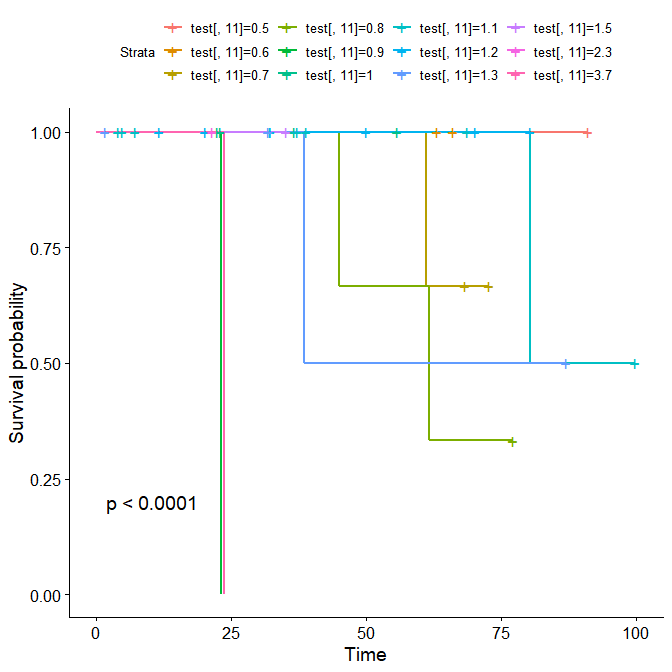 test[, 11]=0.5 test[, 11]=0.8 test[, 11]=1.1 test[, 11]=1.5
Strata test[, 11]=0.6 test[, 11]=0.9 test[, 11]=1.2 test[, 11]=2.3
test[, 11]=0.7 test[, 11]=1 test[, 11]=1.3 test[, 11]=3.7
1.00
0.75
Survival probability
0.50
0.25
p < 0.0001
0.00
0 25 50 75 100
Time